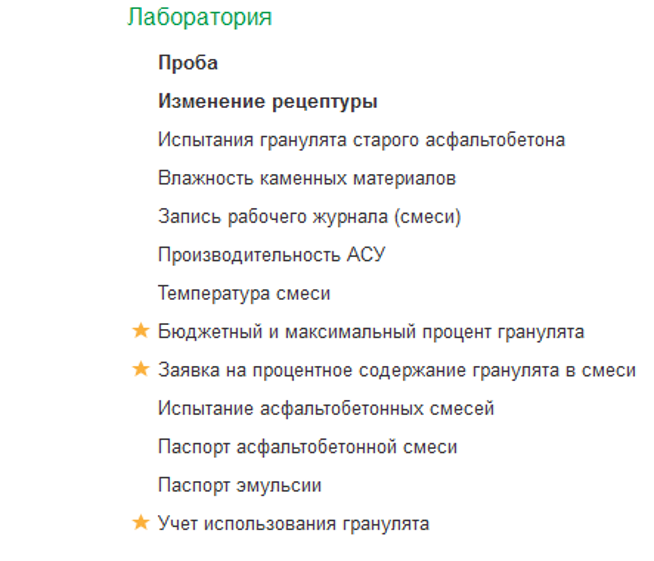 Лаборатория
Проба
Изменение рецептуры
Испытания гранулята старого асфальтобетона
Влажность каменных материалов
Запись рабочего журнала (смеси)
Производительность АСУ
Температура смеси
Бюджетный и максимальный процент гранулята
Заявка на процентное содержание гранулята в смеси
Испытание асфальтобетонных смесей
Паспорт асфальтобетонной смеси
Паспорт эмульсии
Учет использования гранулята